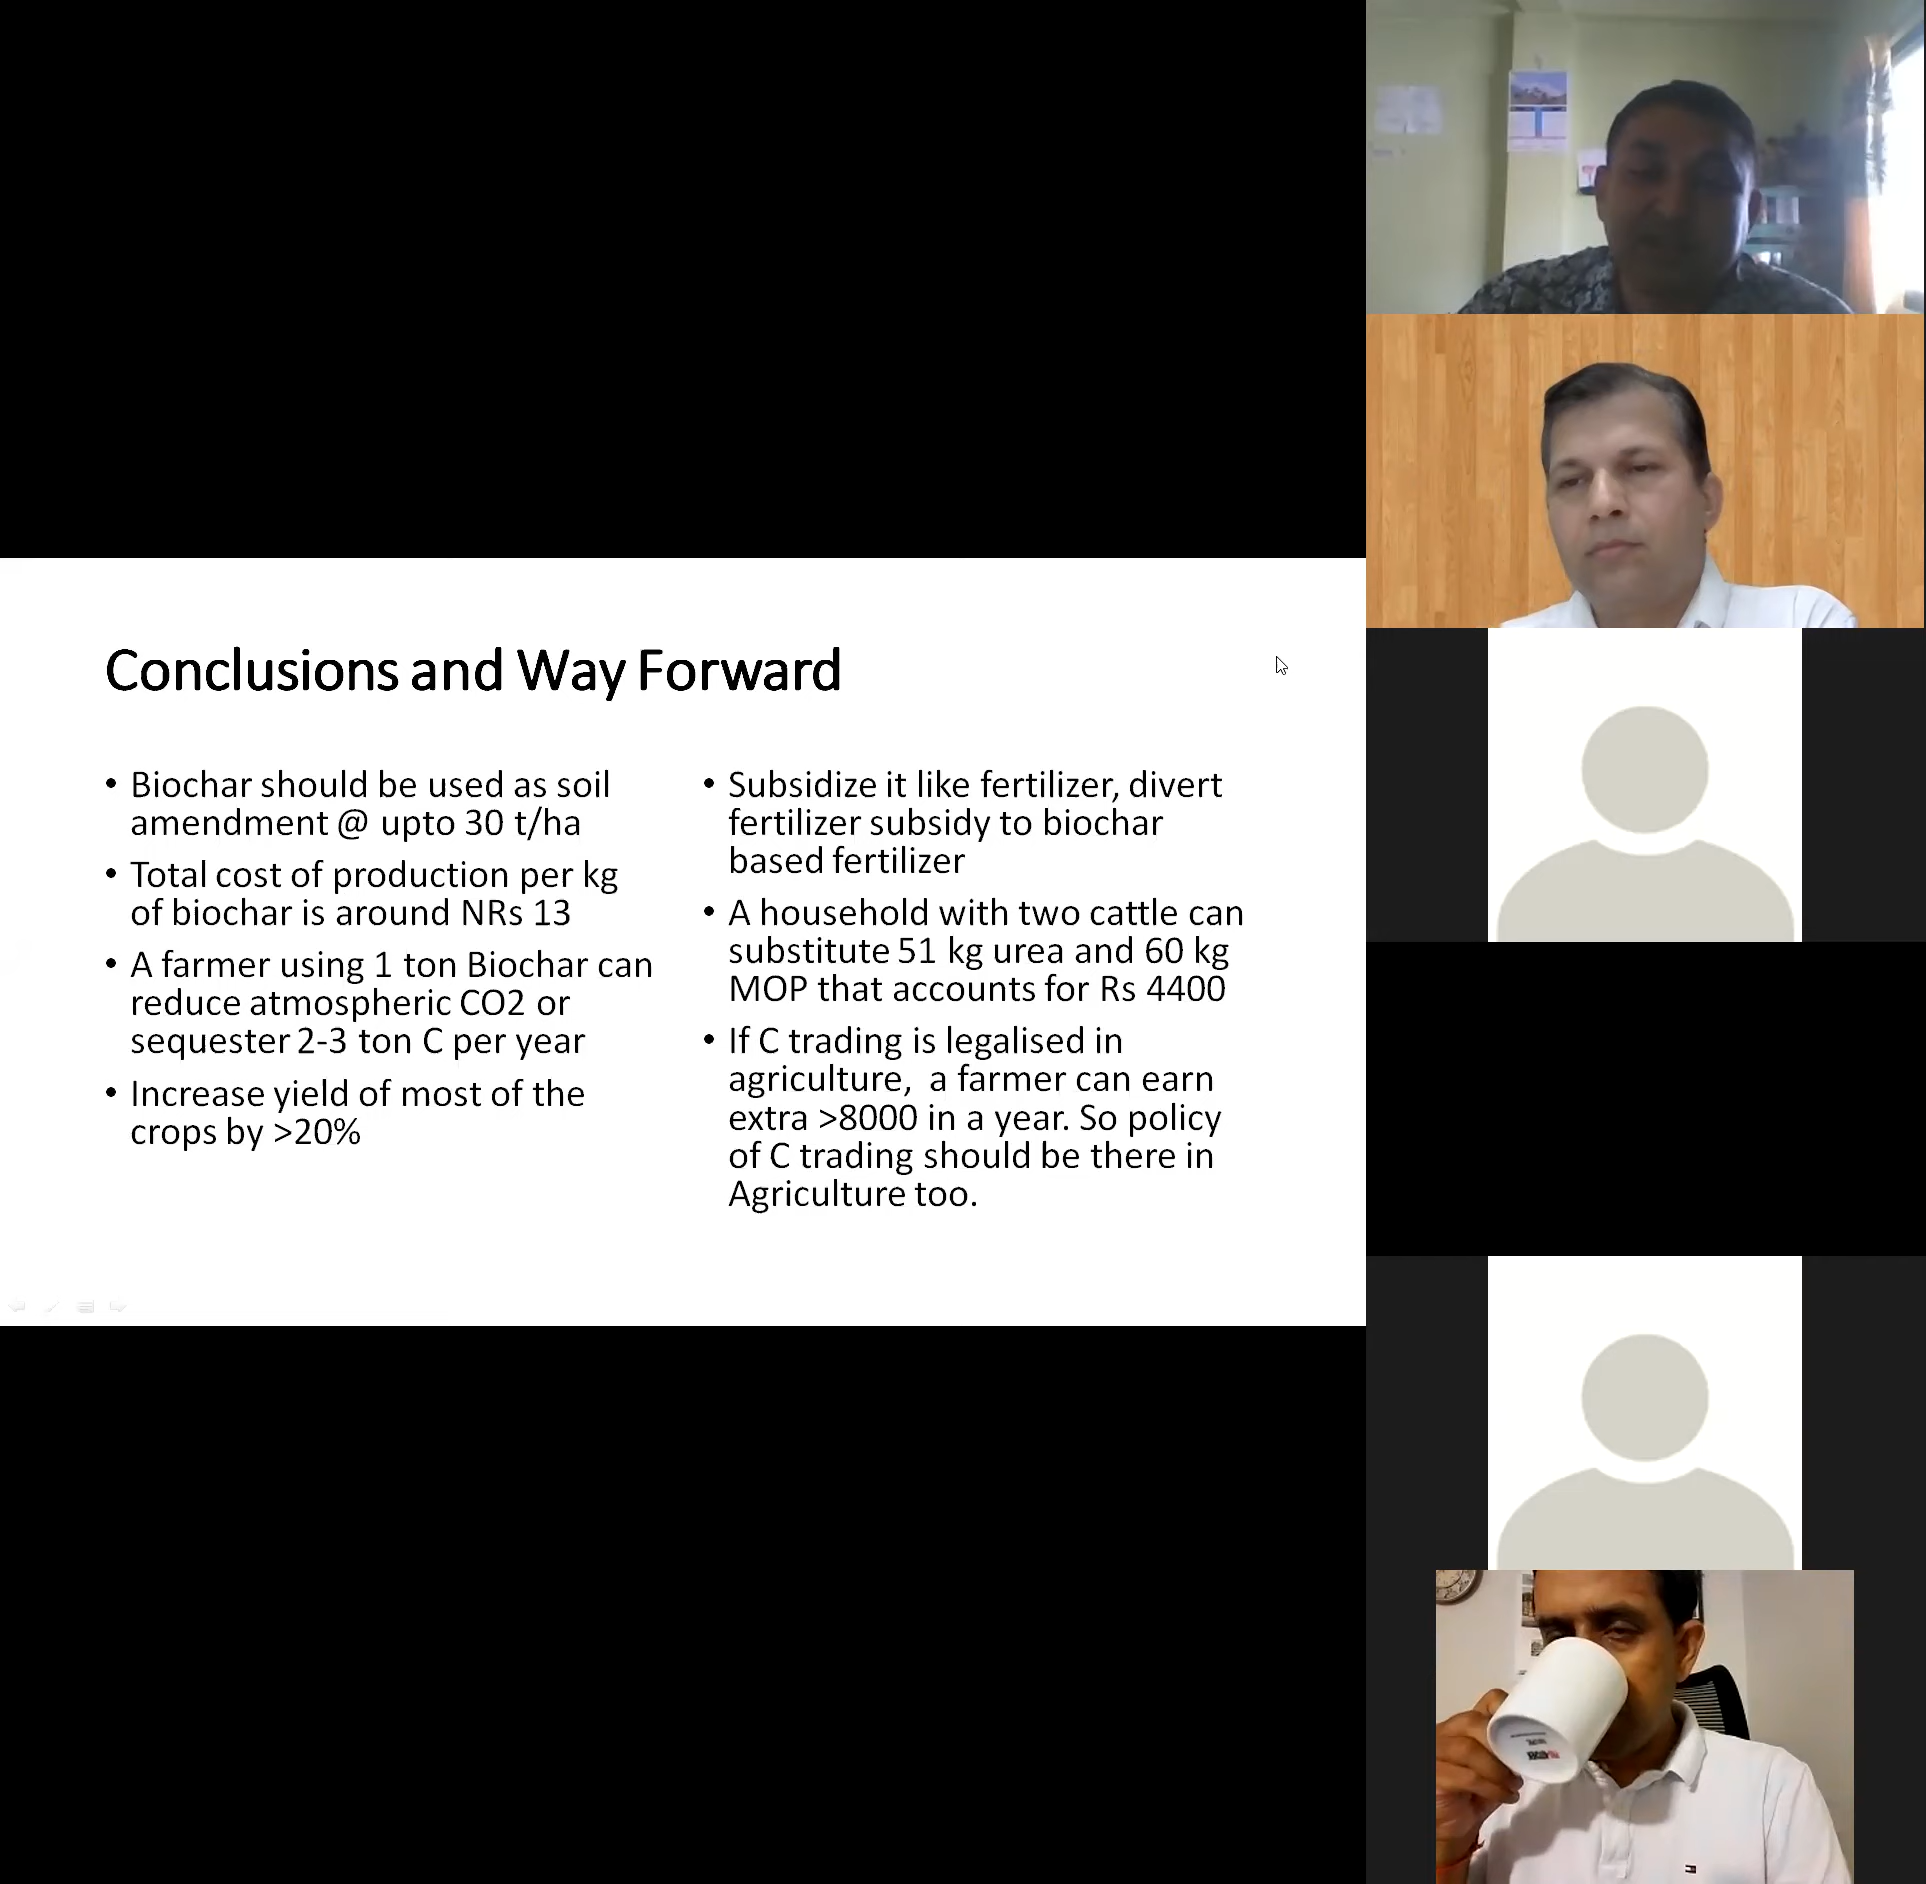 Conclusions and Way Forward
• Biochar should be used as soil
amendment @ upto 30 t/ha
• Total cost of production per kg
of biochar is around NRs 13
• A farmer using 1 ton Biochar can
reduce atmospheric CO2 or
sequester 2-3 ton C per year
• Increase yield of most of the
crops by >20%
• Subsidize it like fertilizer, divert
fertilizer subsidy to biochar
based fertilizer
• A household with two cattle can
substitute 51 kg urea and 60 kg
MOP that accounts for Rs 4400
• If C trading is legalised in
agriculture, a farmer can earn
extra >8000 in a year. So policy
of C trading should be there in
Agriculture too.